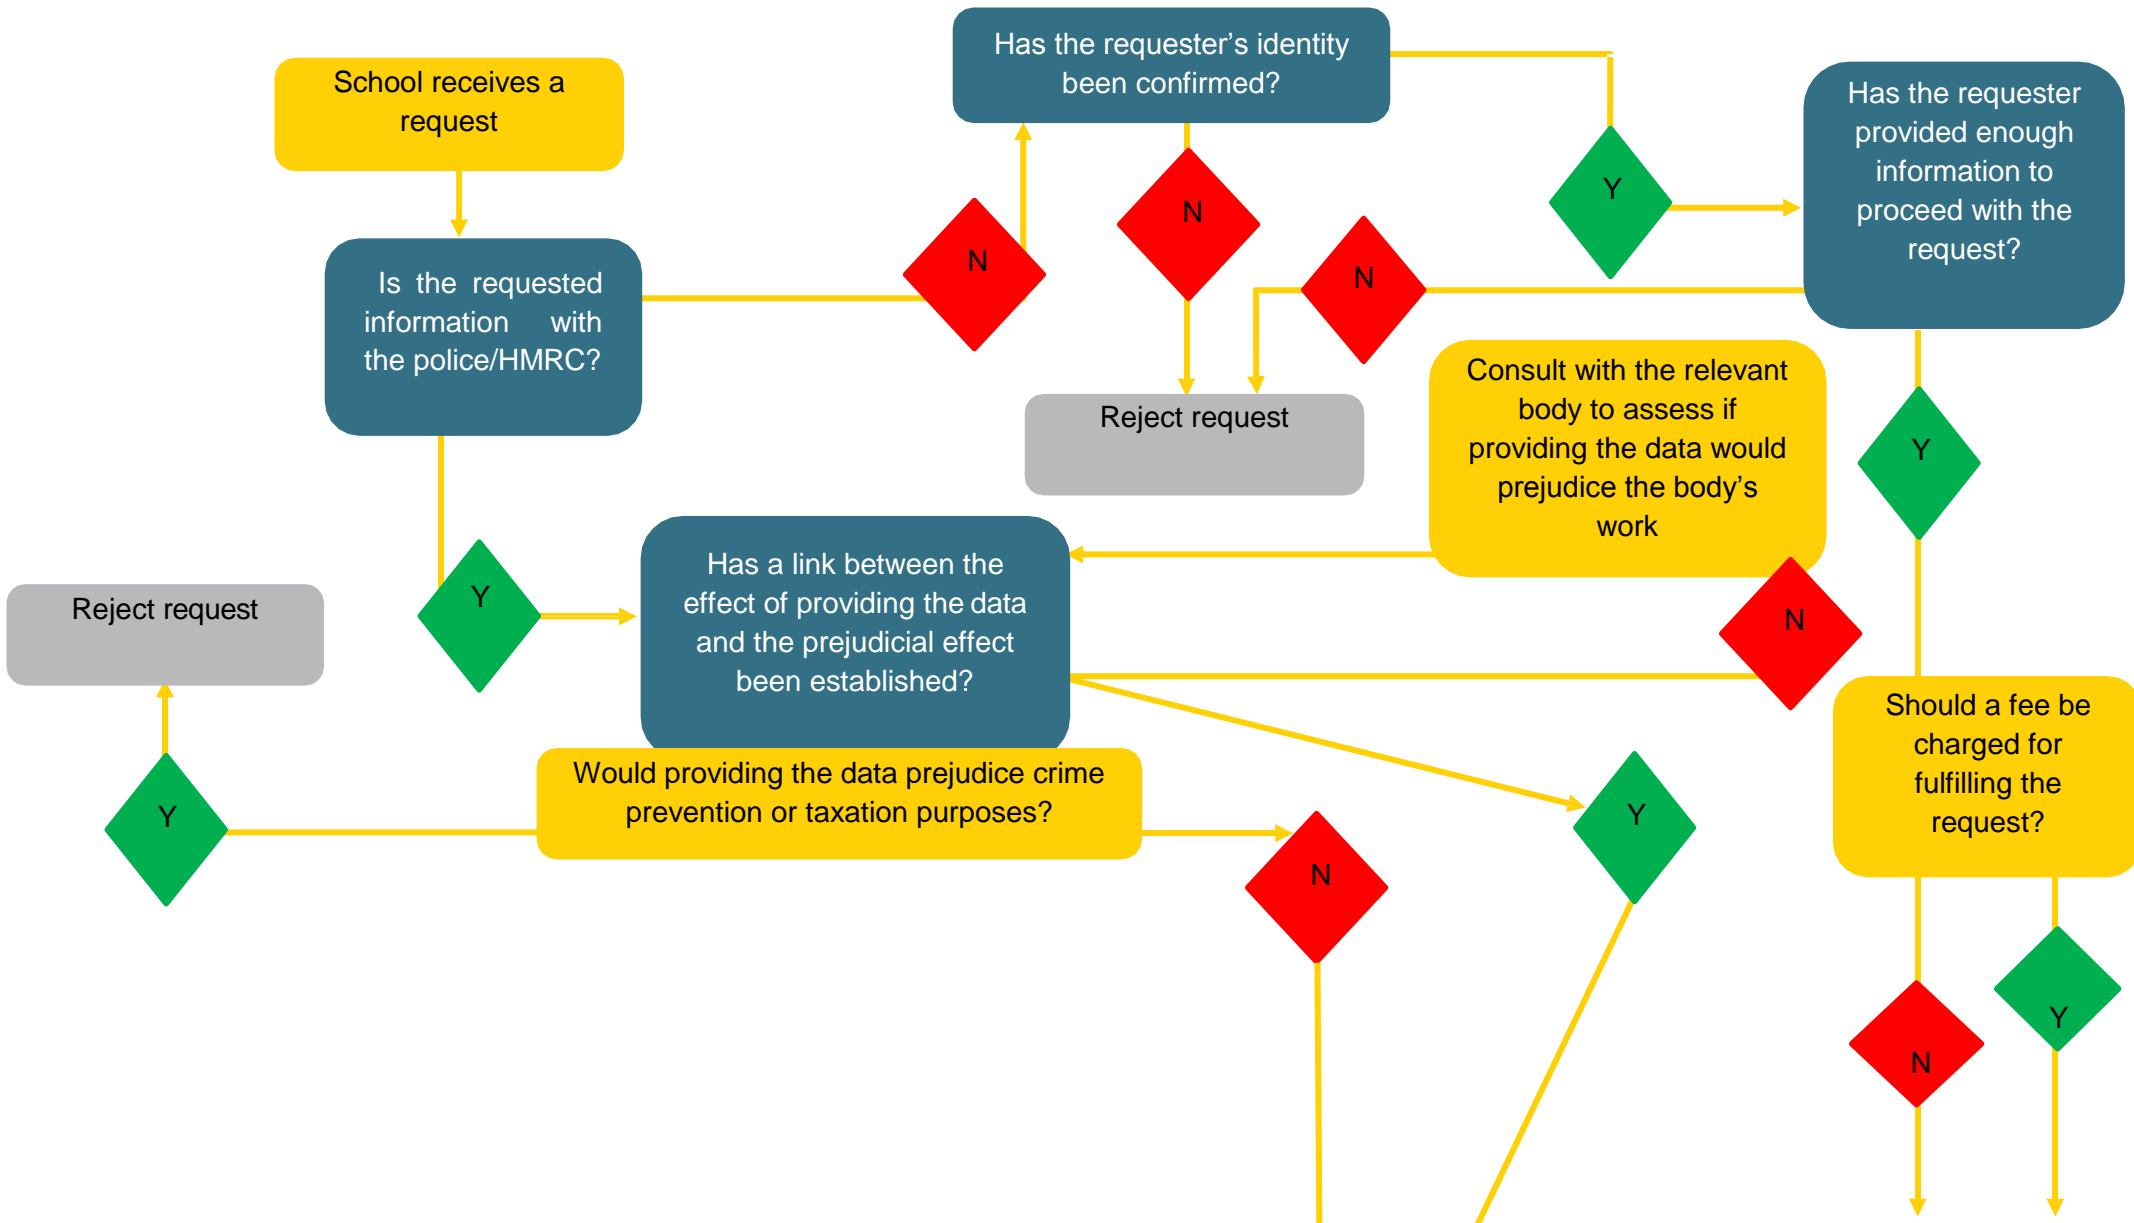 School receives a
request
Has the requester’s identity
been confirmed?
Has the requester
provided enough
information to
proceed with the
request?
Y
N
N
N
Is the requested
information with
the police/HMRC?
Reject request
Consult with the relevant
body to assess if
providing the data would
prejudice the body’s
work
Y
Has a link between the
effect of providing the data
and the prejudicial effect
been established?
Y
Reject request
N
Should a fee be
charged for
fulfilling the
request?
Would providing the data prejudice crime
prevention or taxation purposes?
Y
Y
N
Y
N